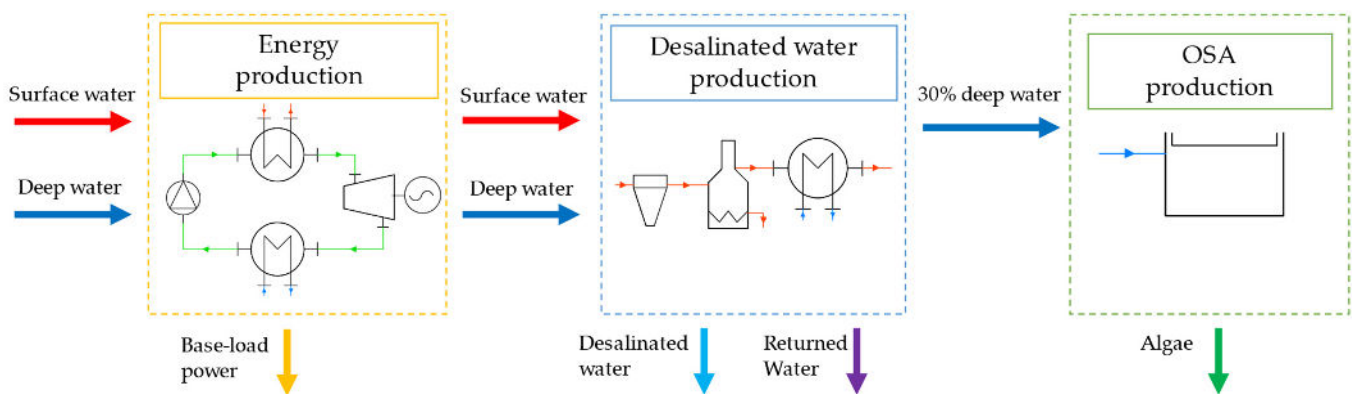 Energy
production
Desalinated water
production
OSA
production
Surface water
Surface water
30% deep water
Deep water
Deep water
Base-load
power
Desalinated
water
Returned
Water
Algae